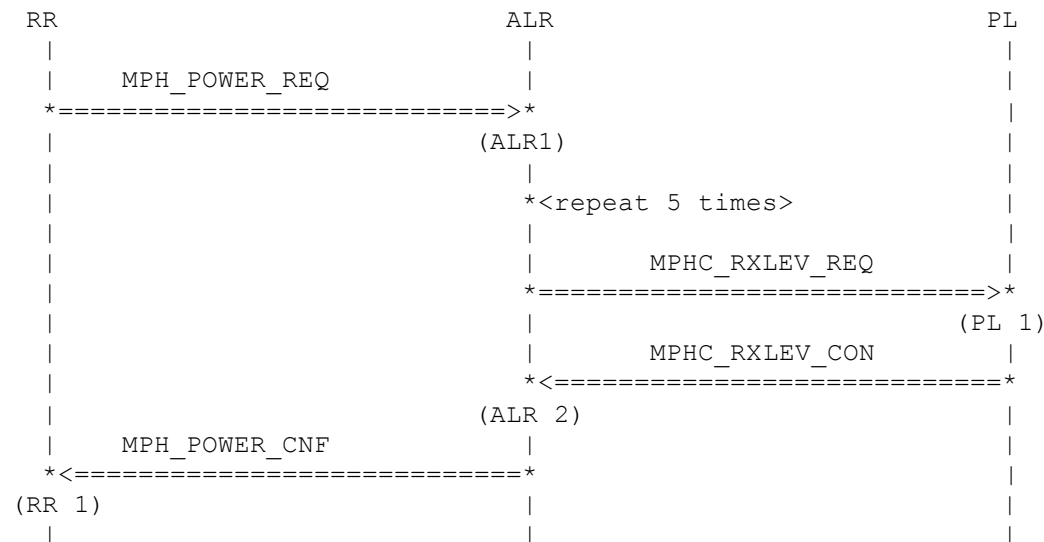 RR                             ALR                            PL
 |                              |                              |
 |    MPH_POWER_REQ             |                              |
 *============================>*                              |
 |                           (ALR1)                            |
 |                              |                              |
 |                              *<repeat 5 times>              |
 |                              |                              |
 |                              |       MPHC_RXLEV_REQ         |
 |                              *============================>*
 |                              |                           (PL 1)
 |                              |       MPHC_RXLEV_CON         |
 |                              *<============================*
 |                           (ALR 2)                           |
 |    MPH_POWER_CNF             |                              |
 *<============================*                              |
(RR 1)                          |                              |
 |                              |                              |